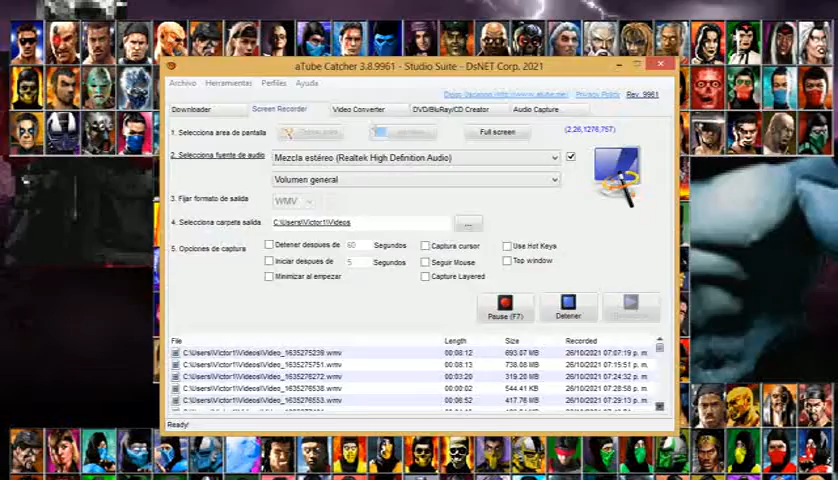 aTube Catcher 3.8.9961 - Studio Suite - DsNET Corp. 2021
Archivo Herramientas Perfiles Ayuda
Privacy Policy Rev. 9961
Downloader Screen Recorder Video Converter DVD/BluRay/CD Creator Audio Capture
1. Selecciona area de pantalla Full screen (2,26,1276,757)
2. Selecciona fuente de audio Mezcla estéreo (Realtek High Definition Audio)
Volumen general
3. Fijar formato de salida WMV
4. Selecciona carpeta salida C:\Users\Victor1\Videos ...
5. Opciones de captura Detener despues de 60 Segundos Captura cursor Use Hot Keys
Iniciar despues de 5 Segundos Seguir Mouse Top window
Minimizar al empezar Capture Layered
Pause (F7) Detener
File Length Size Recorded
C:\Users\Victor1\Videos\Video_1635275239.wmv 00:08:12 693.07 MB 26/10/2021 07:07:19 p. m.
C:\Users\Victor1\Videos\Video_1635275751.wmv 00:08:13 738.08 MB 26/10/2021 07:15:51 p. m.
C:\Users\Victor1\Videos\Video_1635276272.wmv 00:03:20 319.20 MB 26/10/2021 07:24:32 p. m.
C:\Users\Victor1\Videos\Video_1635276538.wmv 00:00:02 544.41 KB 26/10/2021 07:28:58 p. m.
C:\Users\Victor1\Videos\Video_1635276553.wmv 00:06:52 417.76 MB 26/10/2021 07:29:13 p. m.
Ready!